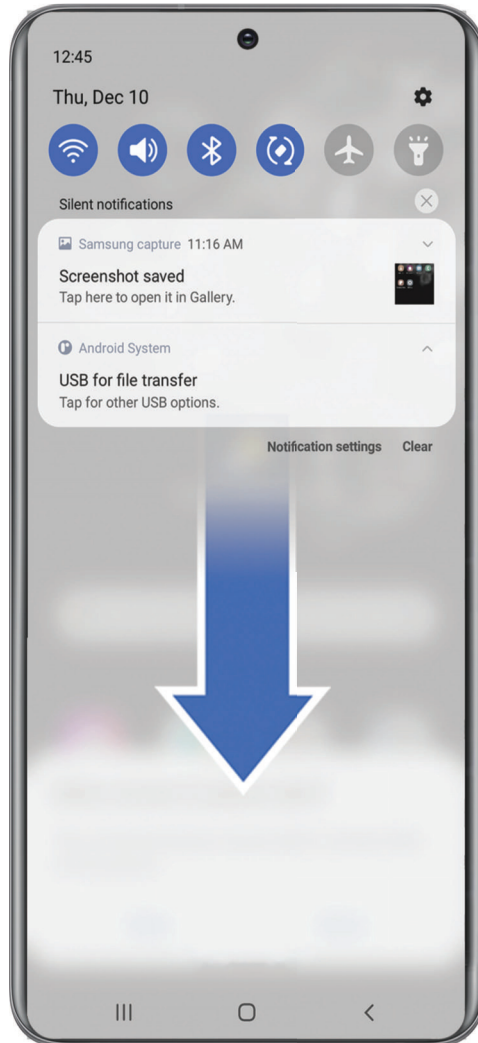 12:45
Thu, Dec 10
Silent notifications
Samsung capture 11:16 AM
Screenshot saved
Tap here to open it in Gallery.
Android System
USB for file transfer
Tap for other USB options.
Notification settings Clear